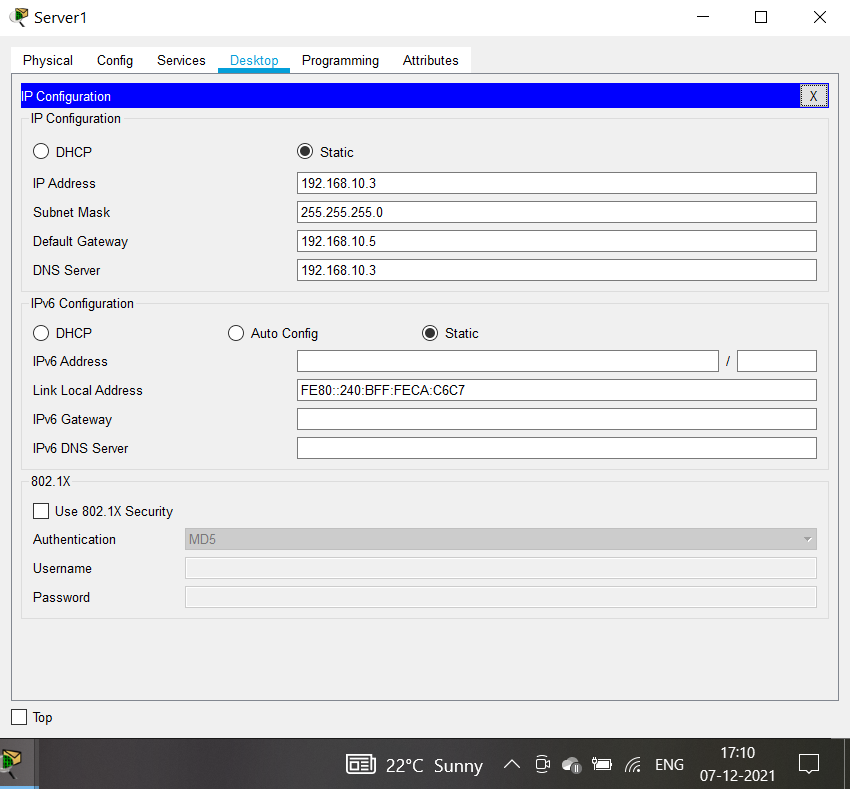 Server1
Physical Config Services Desktop Programming Attributes
IP Configuration X
IP Configuration
DHCP Static
IP Address 192.168.10.3
Subnet Mask 255.255.255.0
Default Gateway 192.168.10.5
DNS Server 192.168.10.3
IPv6 Configuration
DHCP Auto Config Static
IPv6 Address /
Link Local Address FE80::240:BFF:FECA:C6C7
IPv6 Gateway
IPv6 DNS Server
802.1X
Use 802.1X Security
Authentication MD5
Username
Password
Top
22°C Sunny ENG 17:10
07-12-2021